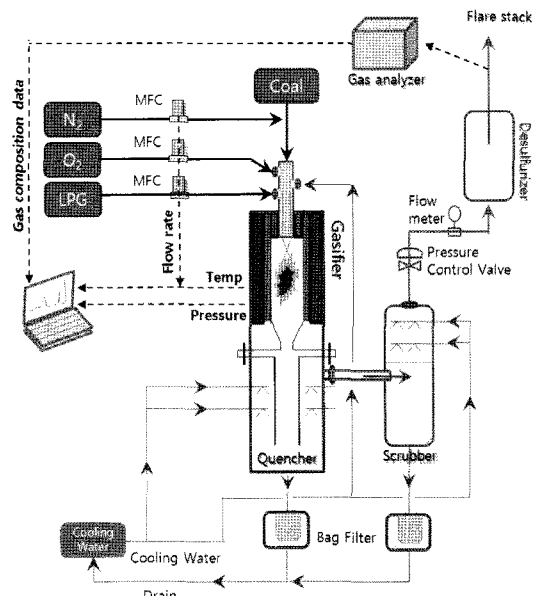 Flare stack
Gas analyzer
Coal
MFC
N2
MFC
O2
MFC
LPG
Gas composition data
Flow rate
Gasifier
Desulfurizer
Flow
meter
Pressure
Control Valve
Temp
Pressure
Quencher
Scrubber
Cooling
Water
Cooling Water
Bag Filter
Drain